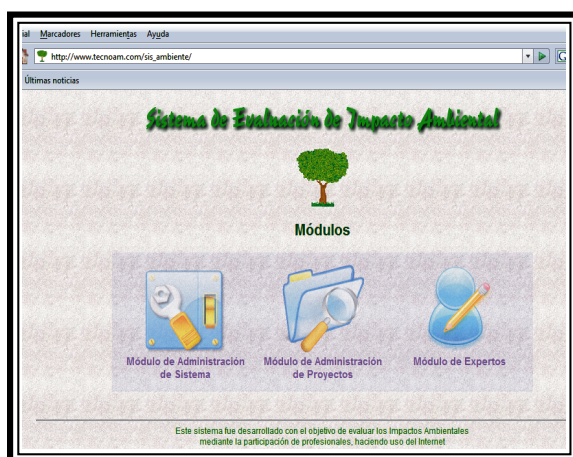 ial Marcadores Herramientas Ayuda
http://www.tecnoam.com/sis_ambiente/
Últimas noticias
Sistema de Evaluación de Impacto Ambiental
Módulos
Módulo de Administración
de Sistema
Módulo de Administración
de Proyectos
Módulo de Expertos
Este sistema fue desarrollado con el objetivo de evaluar los Impactos Ambientales
mediante la participación de profesionales, haciendo uso del Internet